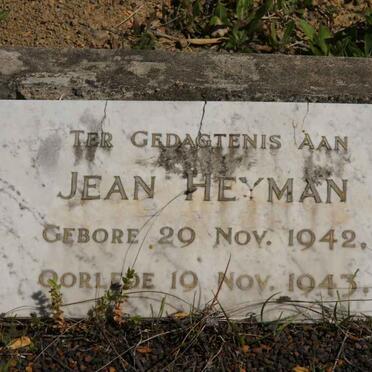 TER GEDAGTENIS AAN
JEAN HEYMAN
GEBORE 29 NOV. 1942.
OORLEDE 19 NOV. 1943.